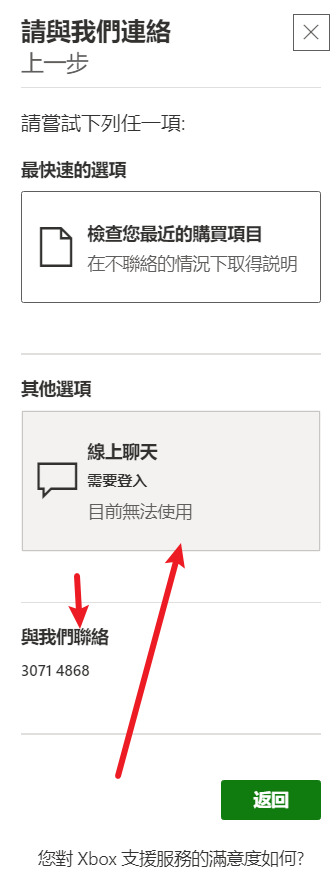 請與我們連絡
上一步
請嘗試下列任一項:
最快速的選項
檢查您最近的購買項目
在不聯絡的情況下取得說明
其他選項
線上聊天
需要登入
目前無法使用
與我們聯絡
3071 4868
返回
您對 Xbox 支援服務的滿意度如何?